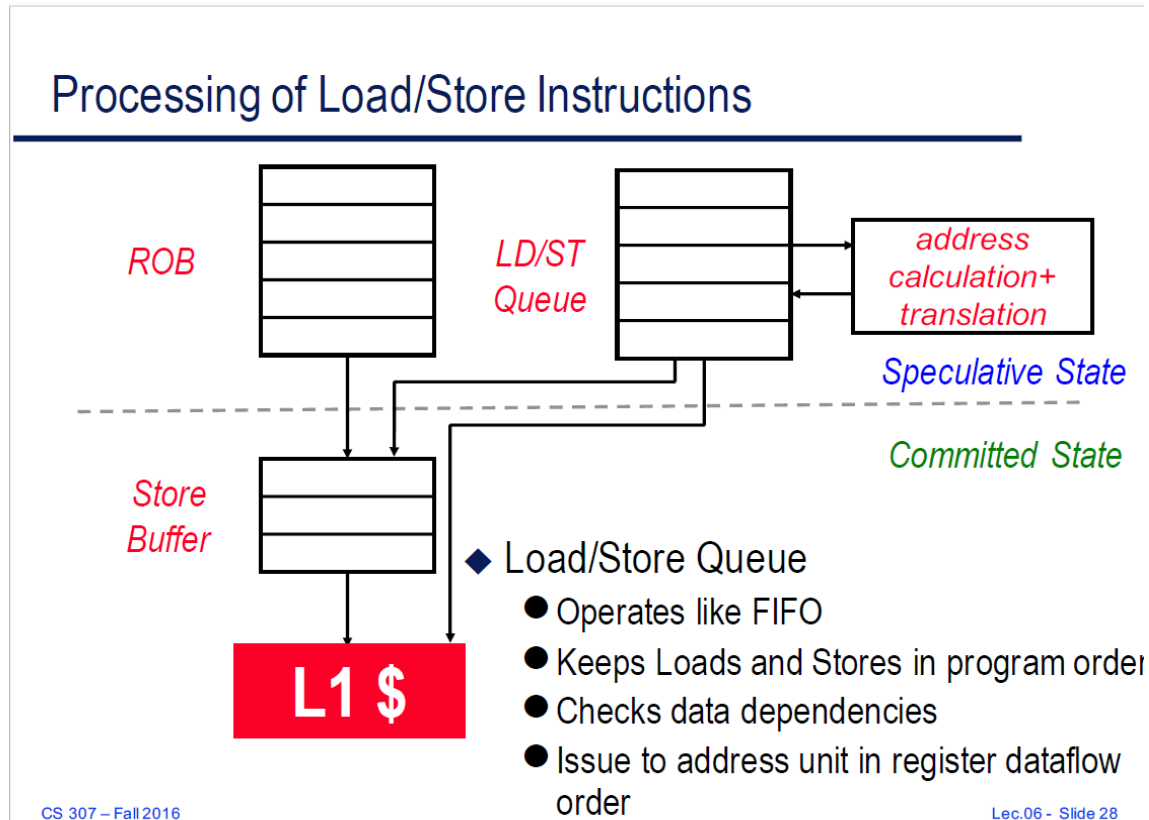 Processing of Load/Store Instructions
ROB
LD/ST
Queue
address
calculation+
translation
Speculative State
Committed State
Store
Buffer
L1 $
◆ Load/Store Queue
● Operates like FIFO
● Keeps Loads and Stores in program order
● Checks data dependencies
● Issue to address unit in register dataflow
order
CS 307 – Fall 2016
Lec.06 - Slide 28